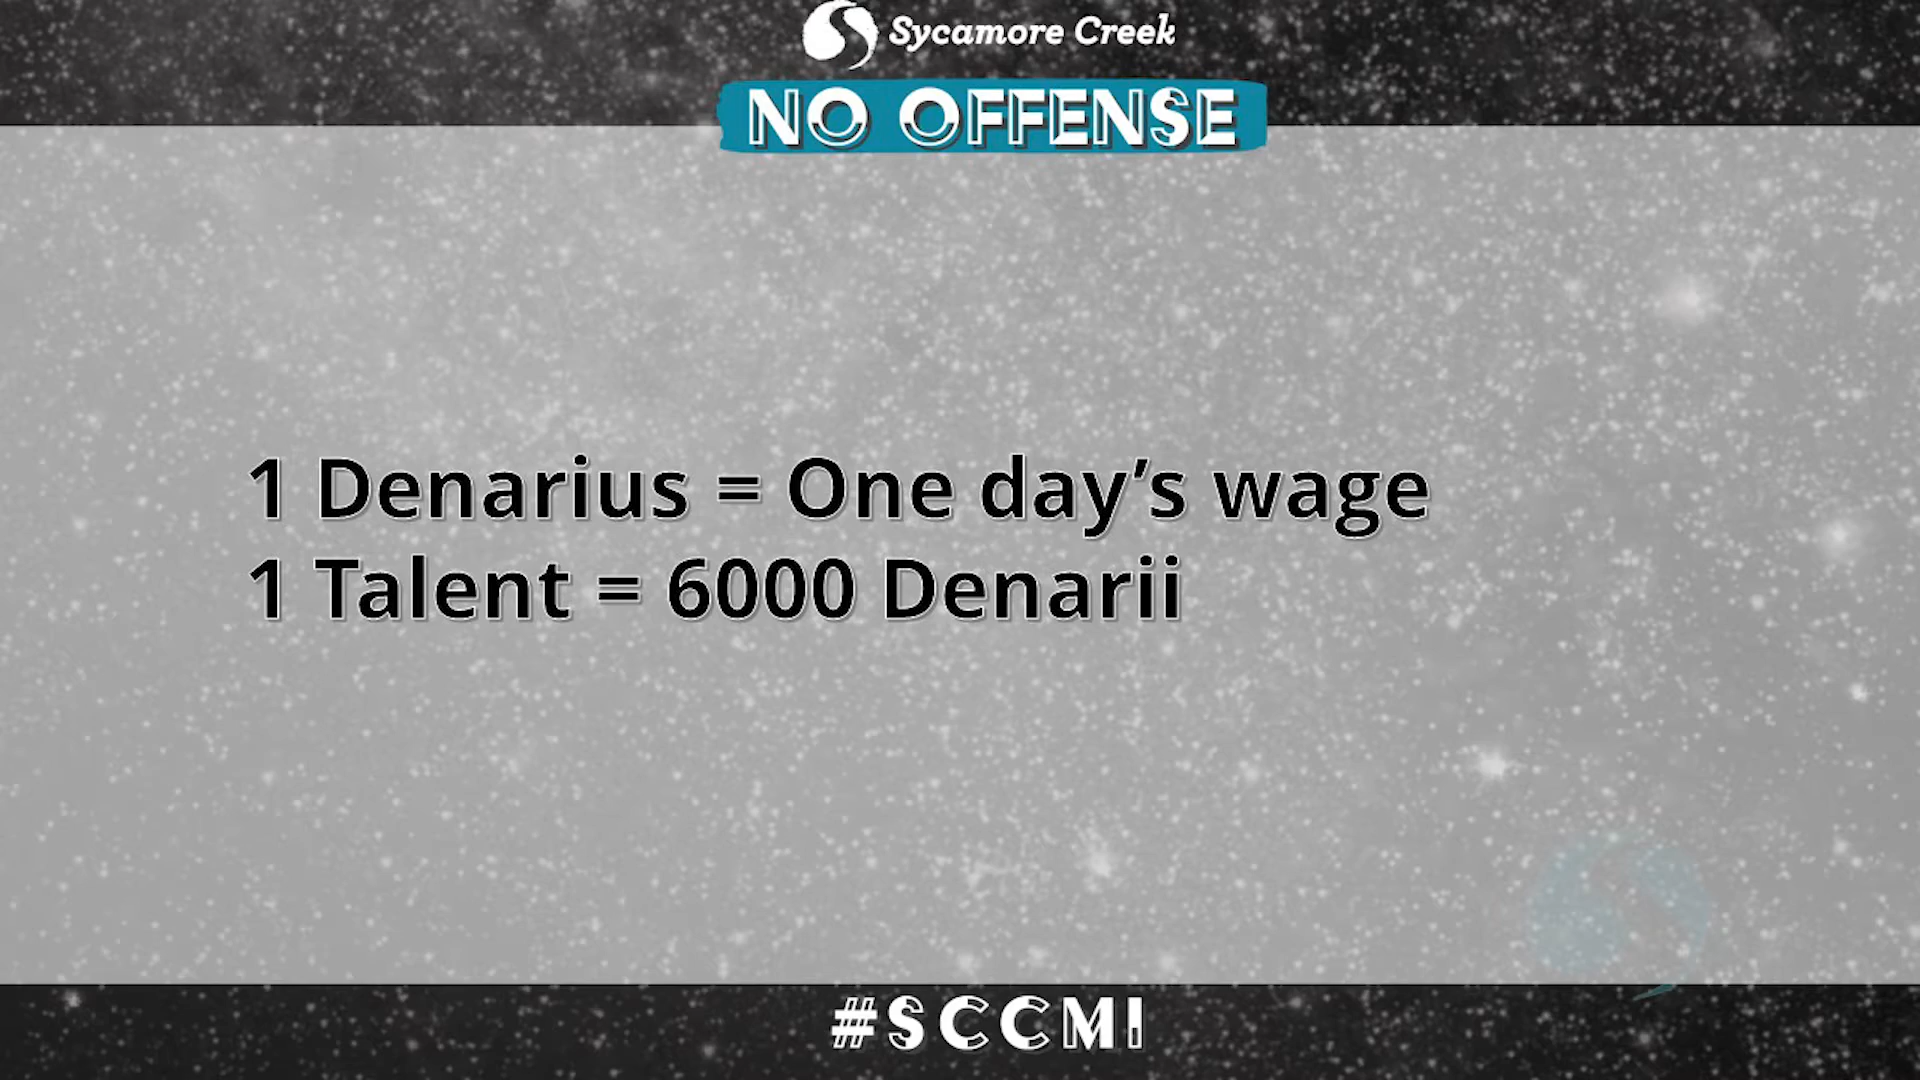 Sycamore Creek
NO OFFENSE
1 Denarius = One day’s wage
1 Talent = 6000 Denarii
#SCCMI